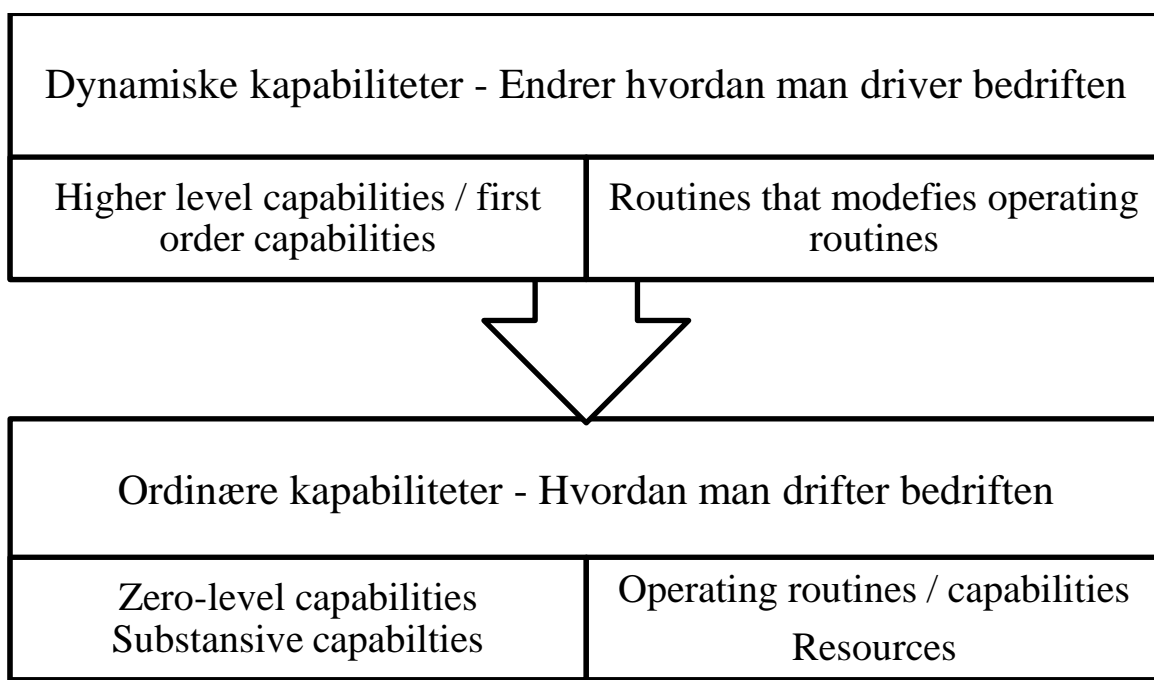 Dynamiske kapabiliteter - Endrer hvordan man driver bedriften
Higher level capabilities / first
order capabilities
Routines that modefies operating
routines
Ordinære kapabiliteter - Hvordan man drifter bedriften
Zero-level capabilities
Substansive capabilties
Operating routines / capabilities
Resources